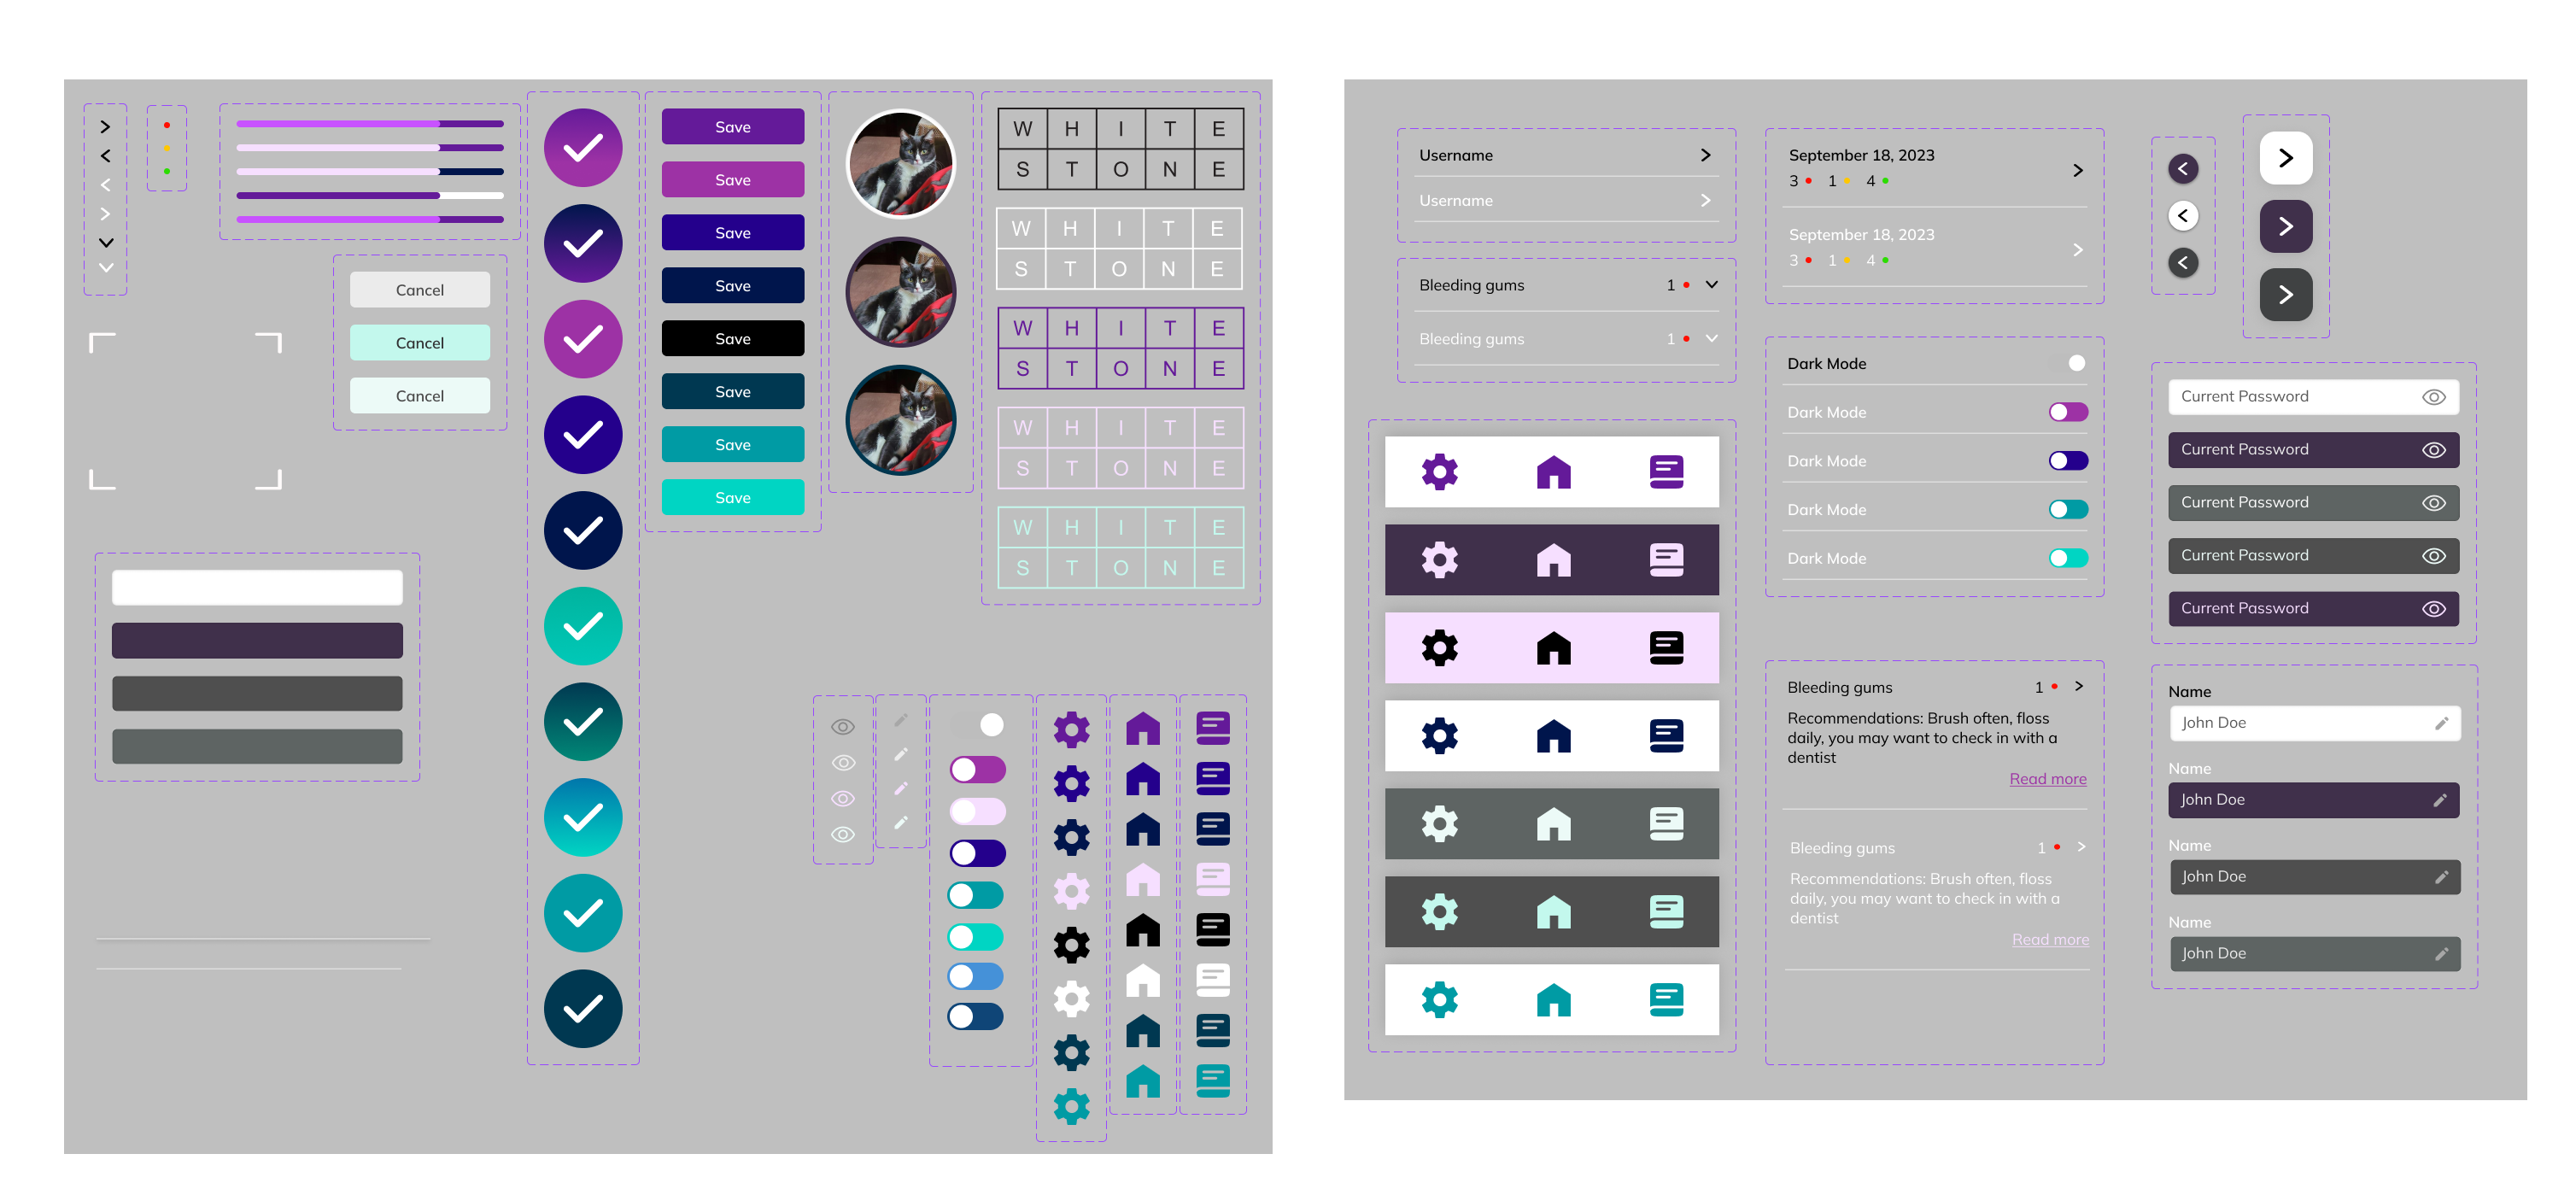 Cancel
Cancel
Cancel
Save
Save
Save
Save
Save
Save
Save
Save
W H I T E
S T O N E
W H I T E
S T O N E
W H I T E
S T O N E
W H I T E
S T O N E
W H I T E
S T O N E
Username
Username
Bleeding gums 1
Bleeding gums 1
September 18, 2023
3 1 4
September 18, 2023
3 1 4
Dark Mode
Dark Mode
Dark Mode
Dark Mode
Dark Mode
Bleeding gums 1
Recommendations: Brush often, floss
daily, you may want to check in with a
dentist
Read more
Bleeding gums 1
Recommendations: Brush often, floss
daily, you may want to check in with a
dentist
Read more
Current Password
Current Password
Current Password
Current Password
Current Password
Name
John Doe
Name
John Doe
Name
John Doe
Name
John Doe